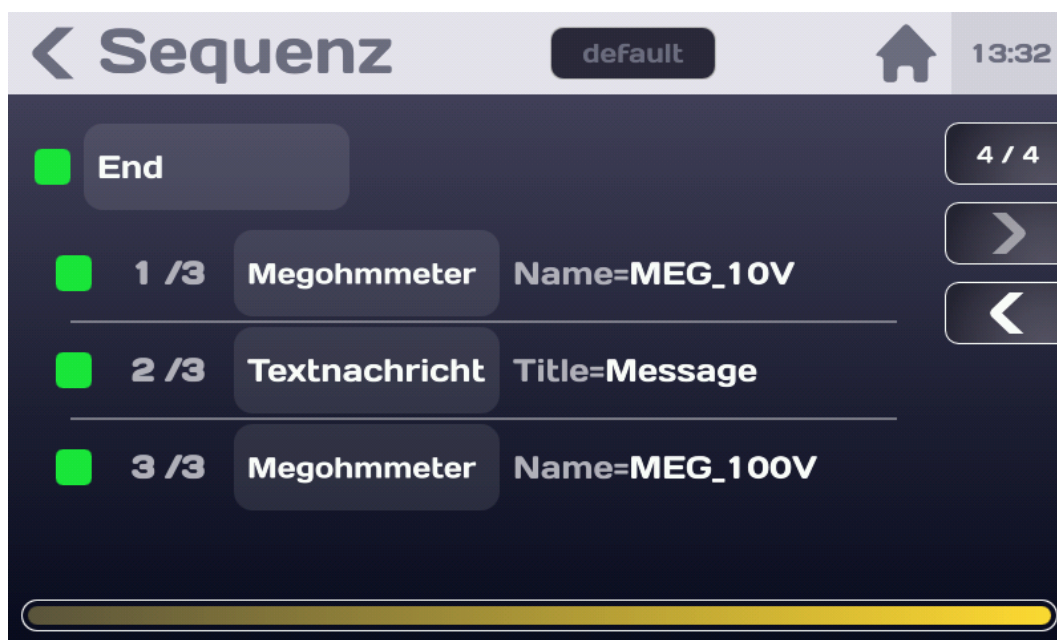 Sequenz default 13:32
End 4 / 4
1 /3 Megohmmeter Name=MEG_10V
2 /3 Textnachricht Title=Message
3 /3 Megohmmeter Name=MEG_100V